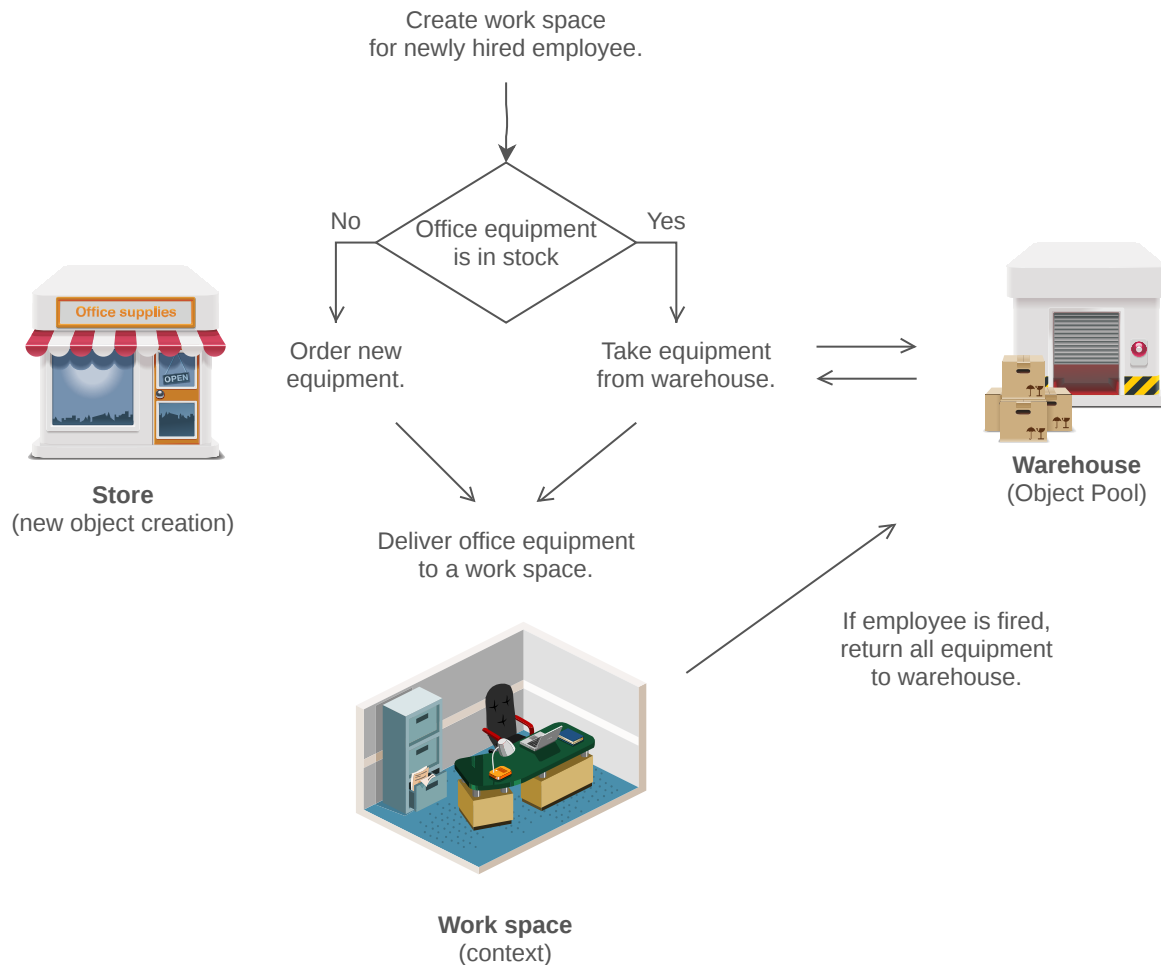 Create work space
for newly hired employee.
No
Yes
Office equipment
is in stock
Office supplies
OPEN
Order new
equipment.
Take equipment
from warehouse.
Store
(new object creation)
Warehouse
(Object Pool)
Deliver office equipment
to a work space.
If employee is fired,
return all equipment
to warehouse.
Work space
(context)